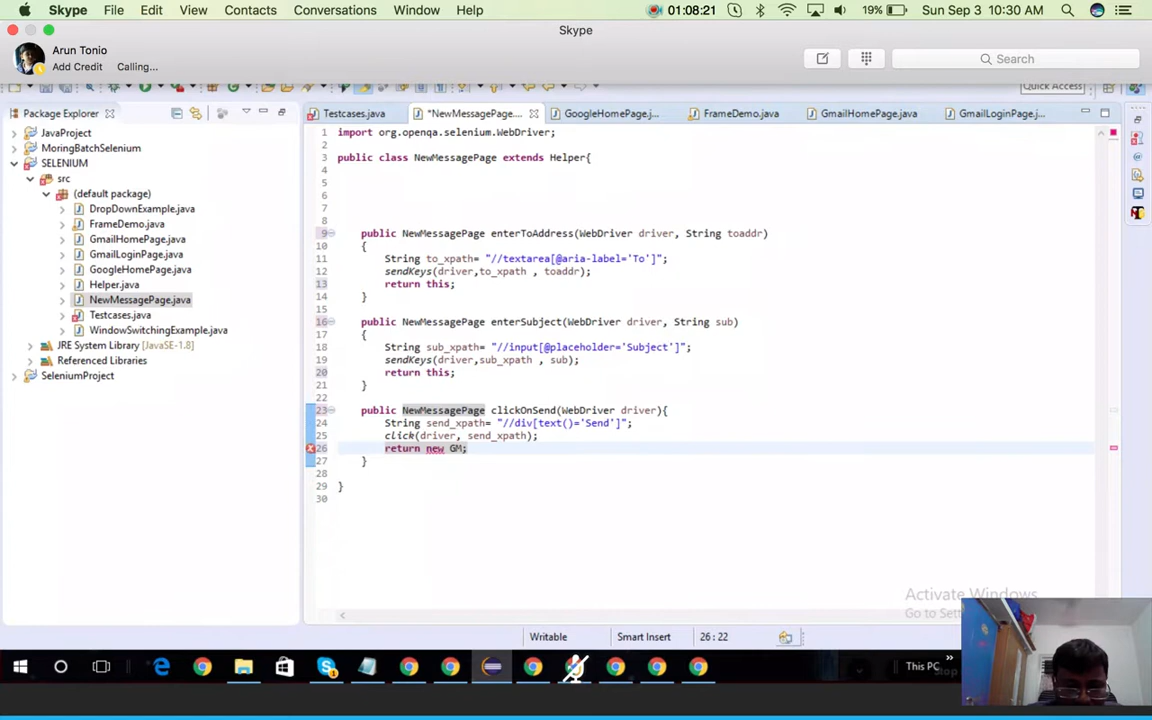 Skype File Edit View Contacts Conversations Window Help 01:08:21 19% Sun Sep 3 10:30 AM
Skype
Arun Tonio
Add Credit Calling...
Search
Quick Access
Package Explorer
Testcases.java *NewMessagePage.... GoogleHomePage.j... FrameDemo.java GmailHomePage.java GmailLoginPage.j...
JavaProject
MoringBatchSelenium
SELENIUM
src
(default package)
DropDownExample.java
FrameDemo.java
GmailHomePage.java
GmailLoginPage.java
GoogleHomePage.java
Helper.java
NewMessagePage.java
Testcases.java
WindowSwitchingExample.java
JRE System Library [JavaSE-1.8]
Referenced Libraries
SeleniumProject
1 import org.openqa.selenium.WebDriver;
2
3 public class NewMessagePage extends Helper{
4
5
6
7
8
9 public NewMessagePage enterToAddress(WebDriver driver, String toaddr)
10 {
11 String to_xpath= "//textarea[@aria-label='To']";
12 sendKeys(driver,to_xpath , toaddr);
13 return this;
14 }
15
16 public NewMessagePage enterSubject(WebDriver driver, String sub)
17 {
18 String sub_xpath= "//input[@placeholder='Subject']";
19 sendKeys(driver,sub_xpath , sub);
20 return this;
21 }
22
23 public NewMessagePage clickOnSend(WebDriver driver){
24 String send_xpath= "//div[text()='Send']";
25 click(driver, send_xpath);
26 return new GM;
27 }
28
29 }
30
Activate Windows
Go to Se
Writable Smart Insert 26 : 22
This PC